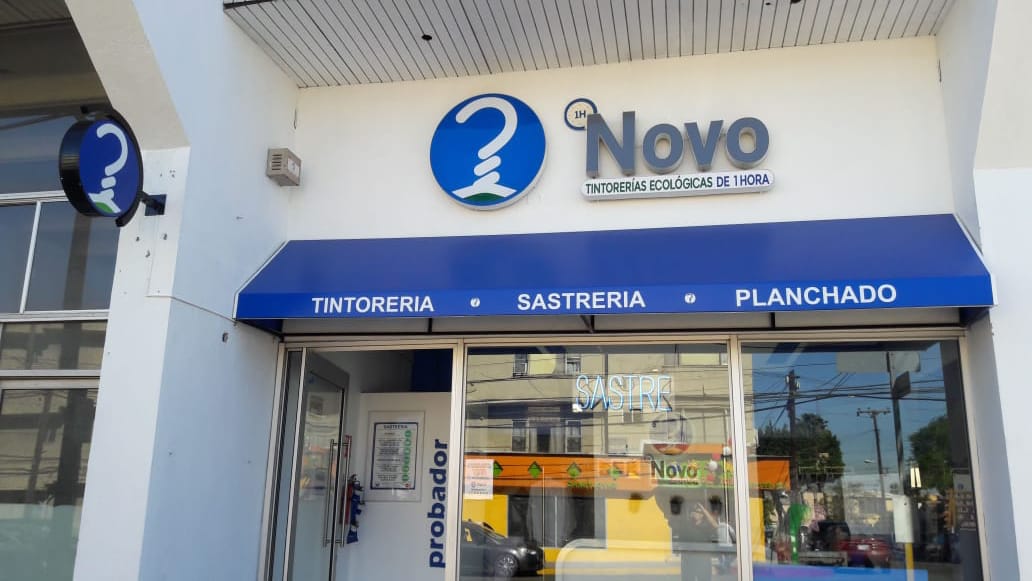 1H
Novo
TINTORERÍAS ECOLÓGICAS DE 1 HORA
TINTORERIA SASTRERIA PLANCHADO
SASTRE
SASTRERIA
probador
Novo